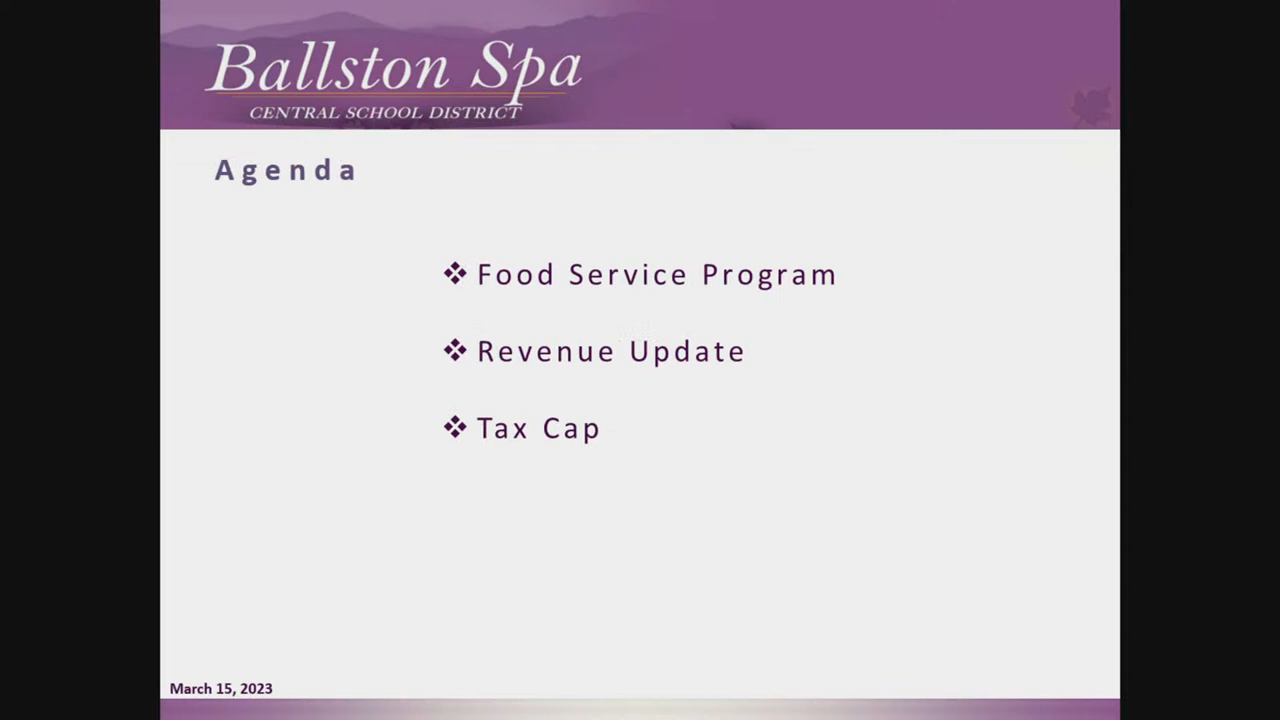 Ballston Spa
CENTRAL SCHOOL DISTRICT
Agenda
❖ Food Service Program
❖ Revenue Update
❖ Tax Cap
March 15, 2023